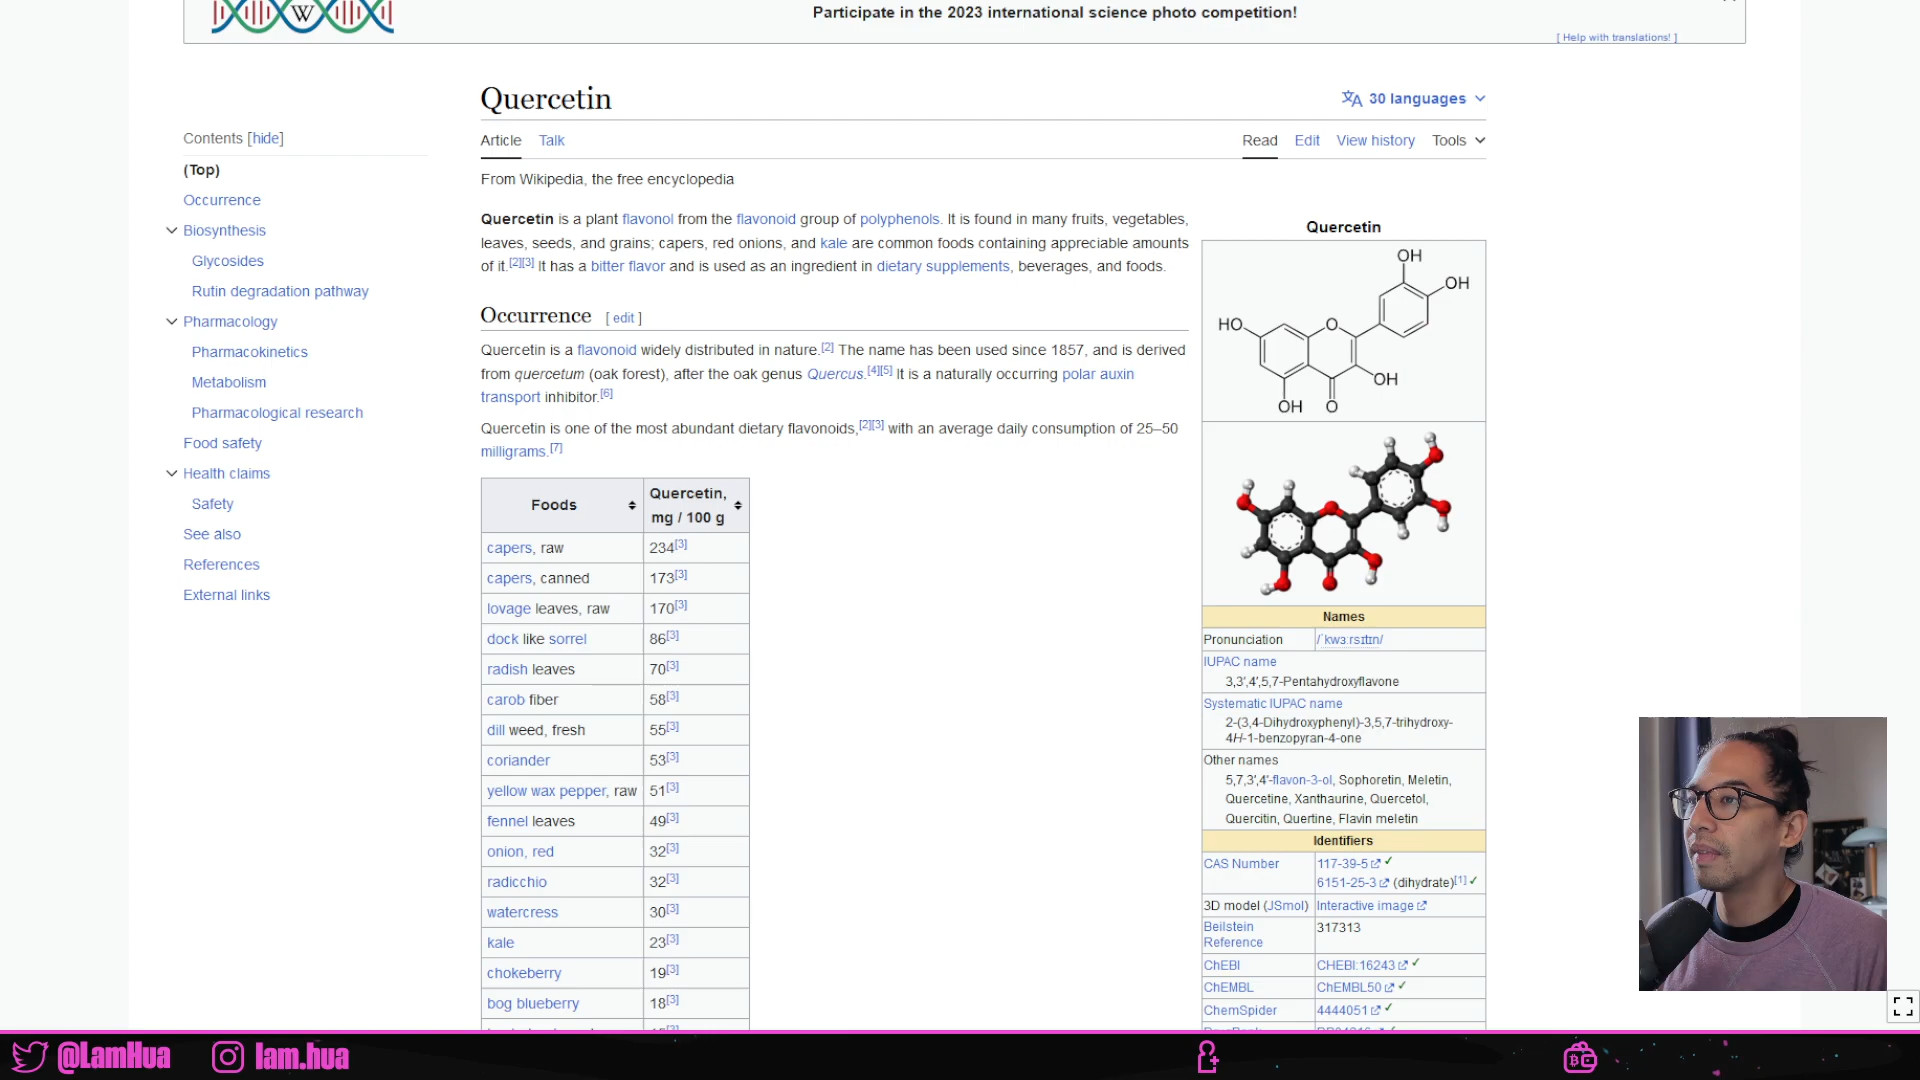 W
Participate in the 2023 international science photo competition!
[ Help with translations! ]
Quercetin
30 languages
Article Talk
Read Edit View history Tools
Contents [hide]
(Top)
Occurrence
Biosynthesis
Glycosides
Rutin degradation pathway
Pharmacology
Pharmacokinetics
Metabolism
Pharmacological research
Food safety
Health claims
Safety
See also
References
External links
From Wikipedia, the free encyclopedia
Quercetin is a plant flavonol from the flavonoid group of polyphenols. It is found in many fruits, vegetables,
leaves, seeds, and grains; capers, red onions, and kale are common foods containing appreciable amounts
of it.[2][3] It has a bitter flavor and is used as an ingredient in dietary supplements, beverages, and foods.
Occurrence [ edit ]
Quercetin is a flavonoid widely distributed in nature.[2] The name has been used since 1857, and is derived
from quercetum (oak forest), after the oak genus Quercus.[4][5] It is a naturally occurring polar auxin
transport inhibitor.[6]
Quercetin is one of the most abundant dietary flavonoids,[2][3] with an average daily consumption of 25–50
milligrams.[7]
Foods Quercetin,
mg / 100 g
capers, raw 234[3]
capers, canned 173[3]
lovage leaves, raw 170[3]
dock like sorrel 86[3]
radish leaves 70[3]
carob fiber 58[3]
dill weed, fresh 55[3]
coriander 53[3]
yellow wax pepper, raw 51[3]
fennel leaves 49[3]
onion, red 32[3]
radicchio 32[3]
watercress 30[3]
kale 23[3]
chokeberry 19[3]
bog blueberry 18[3]
Quercetin
OH
OH
HO
O
OH
OH O
Names
Pronunciation /ˈkwɜːrsɪtɪn/
IUPAC name
3,3′,4′,5,7-Pentahydroxyflavone
Systematic IUPAC name
2-(3,4-Dihydroxyphenyl)-3,5,7-trihydroxy-
4H-1-benzopyran-4-one
Other names
5,7,3′,4′-flavon-3-ol, Sophoretin, Meletin,
Quercetine, Xanthaurine, Quercetol,
Quercitin, Quertine, Flavin meletin
Identifiers
CAS Number 117-39-5 ✓
6151-25-3 (dihydrate)[1] ✓
3D model (JSmol) Interactive image
Beilstein
Reference 317313
ChEBI CHEBI:16243 ✓
ChEMBL ChEMBL50 ✓
ChemSpider 4444051 ✓
@LamHua lam.hua